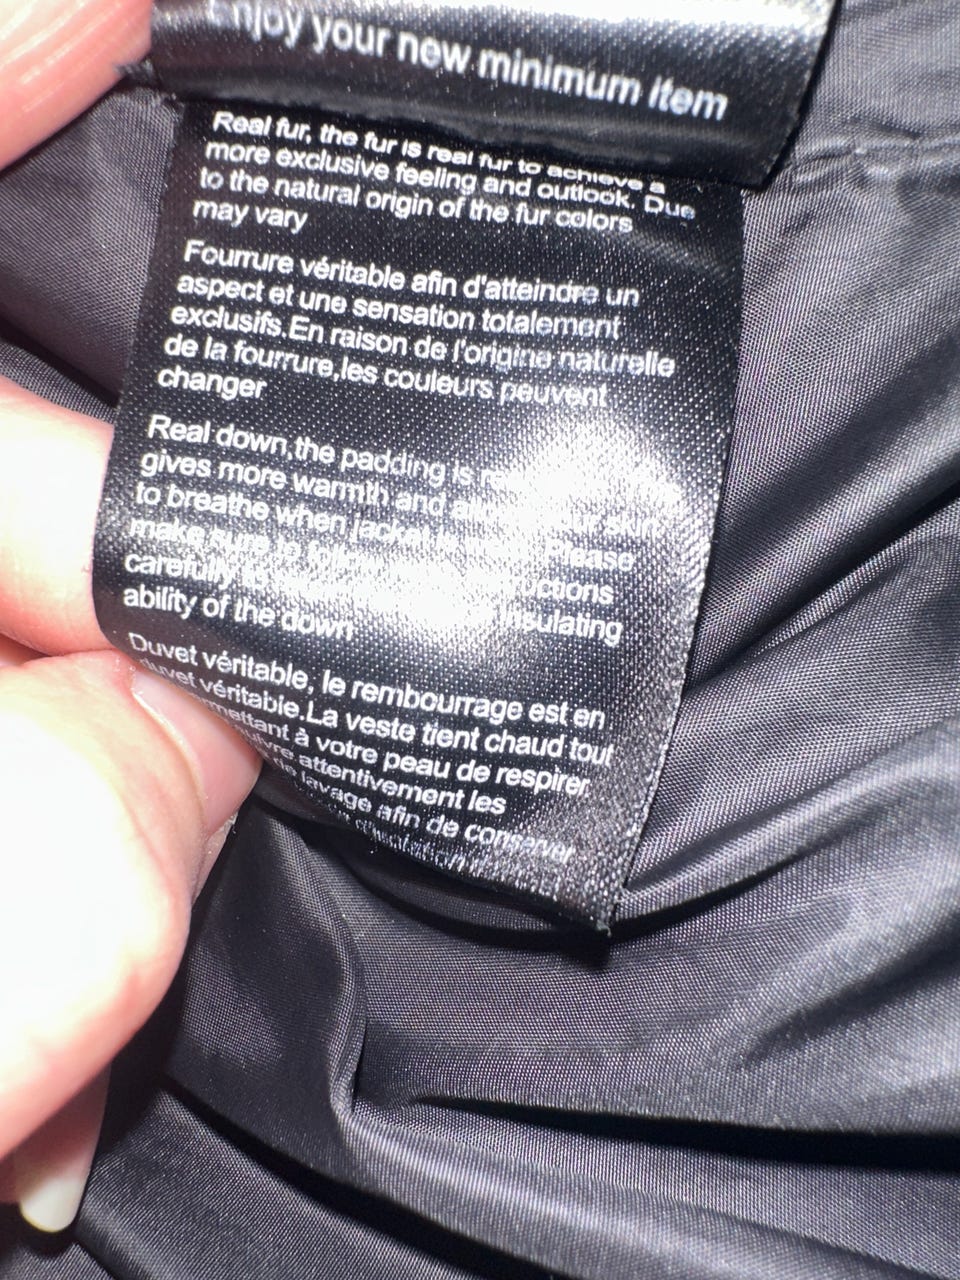 Enjoy your new minimum item
Real fur, the fur is real fur to achieve a
more exclusive feeling and outlook. Due
to the natural origin of the fur colors
may vary
Fourrure véritable afin d'atteindre un
aspect et une sensation totalement
exclusifs.En raison de l'origine naturelle
de la fourrure,les couleurs peuvent
changer
Real down,the padding is
gives more warmth and skin
to breathe when Please
make sure to
carefully to insulating
ability of the down
Duvet véritable, le rembourrage est en
duvet véritable.La veste tient chaud tout
à votre peau de respirer.
attentivement les
lavage afin de conserver